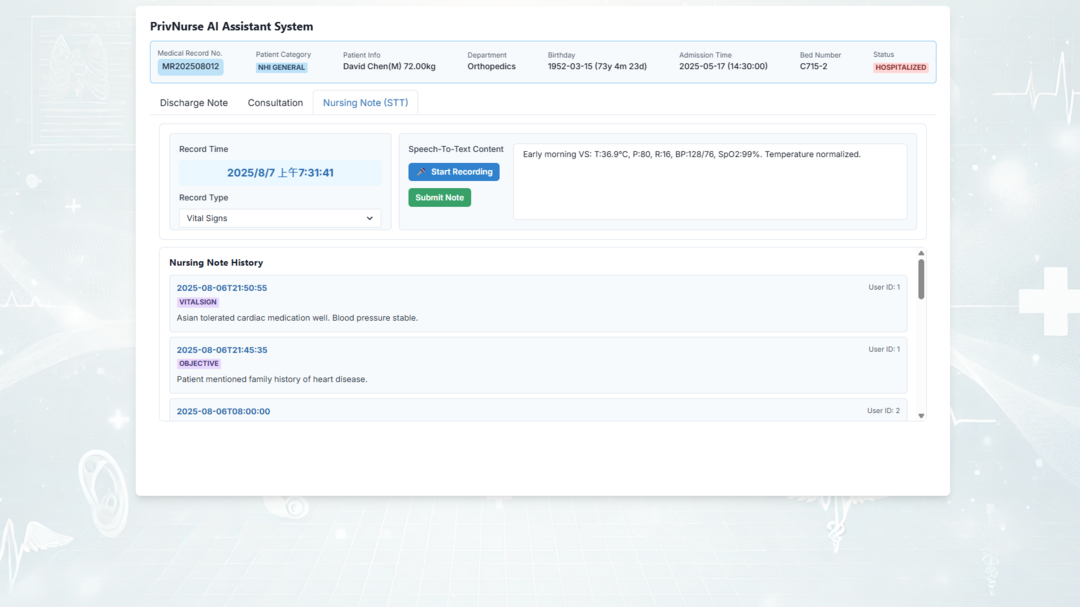 PrivNurse AI Assistant System
Medical Record No. Patient Category Patient Info Department Birthday Admission Time Bed Number Status
MR202508012 NHI GENERAL David Chen(M) 72.00kg Orthopedics 1952-03-15 (73y 4m 23d) 2025-05-17 (14:30:00) C715-2 HOSPITALIZED
Discharge Note Consultation Nursing Note (STT)
Record Time
2025/8/7 上午7:31:41
Record Type
Vital Signs
Speech-To-Text Content
Start Recording
Submit Note
Early morning VS: T:36.9°C, P:80, R:16, BP:128/76, SpO2:99%. Temperature normalized.
Nursing Note History
2025-08-06T21:50:55 User ID: 1
VITALSIGN
Asian tolerated cardiac medication well. Blood pressure stable.
2025-08-06T21:45:35 User ID: 1
OBJECTIVE
Patient mentioned family history of heart disease.
2025-08-06T08:00:00 User ID: 2